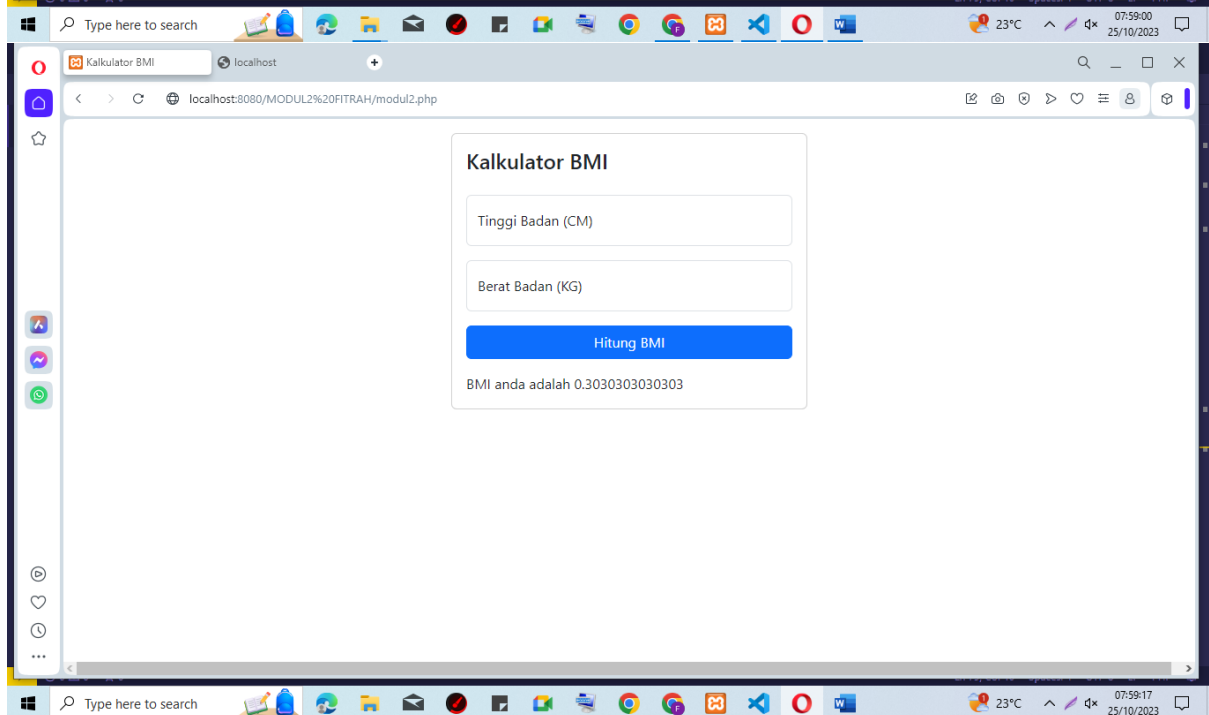 Type here to search
23°C
07:59:00
25/10/2023
Kalkulator BMI
localhost
localhost:8080/MODUL2%20FITRAH/modul2.php
Kalkulator BMI
Tinggi Badan (CM)
Berat Badan (KG)
Hitung BMI
BMI anda adalah 0.3030303030303
Type here to search
23°C
07:59:17
25/10/2023